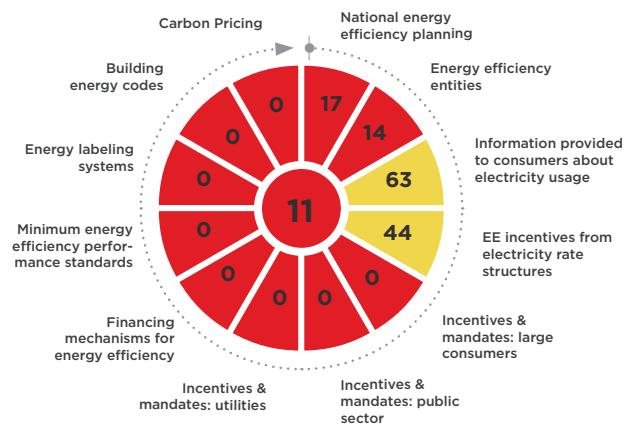 Carbon Pricing
National energy
efficiency planning
Energy efficiency
entities
Information provided
to consumers about
electricity usage
EE incentives from
electricity rate
structures
Incentives &
mandates: large
consumers
Incentives &
mandates: public
sector
Incentives &
mandates: utilities
Financing
mechanisms for
energy efficiency
Minimum energy
efficiency perfor-
mance standards
Energy labeling
systems
Building
energy codes
0
17
14
63
44
0
0
0
0
0
0
0
11